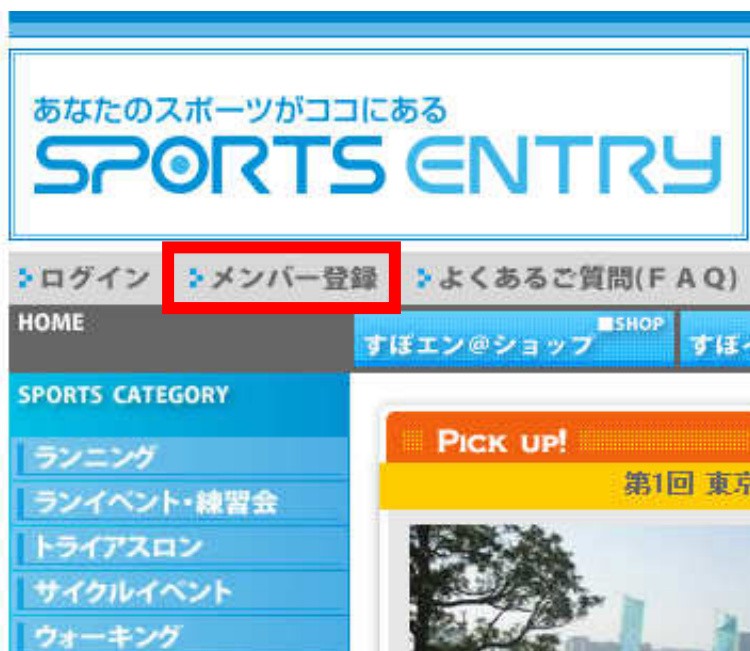 あなたのスポーツがココにある
SPORTS ENTRY
ログイン メンバー登録 よくあるご質問(ＦＡＱ)
HOME
■SHOP
すぽエン@ショップ すぽ
SPORTS CATEGORY
PICK UP!
ランニング
第1回 東京
ランイベント・練習会
トライアスロン
サイクルイベント
ウォーキング